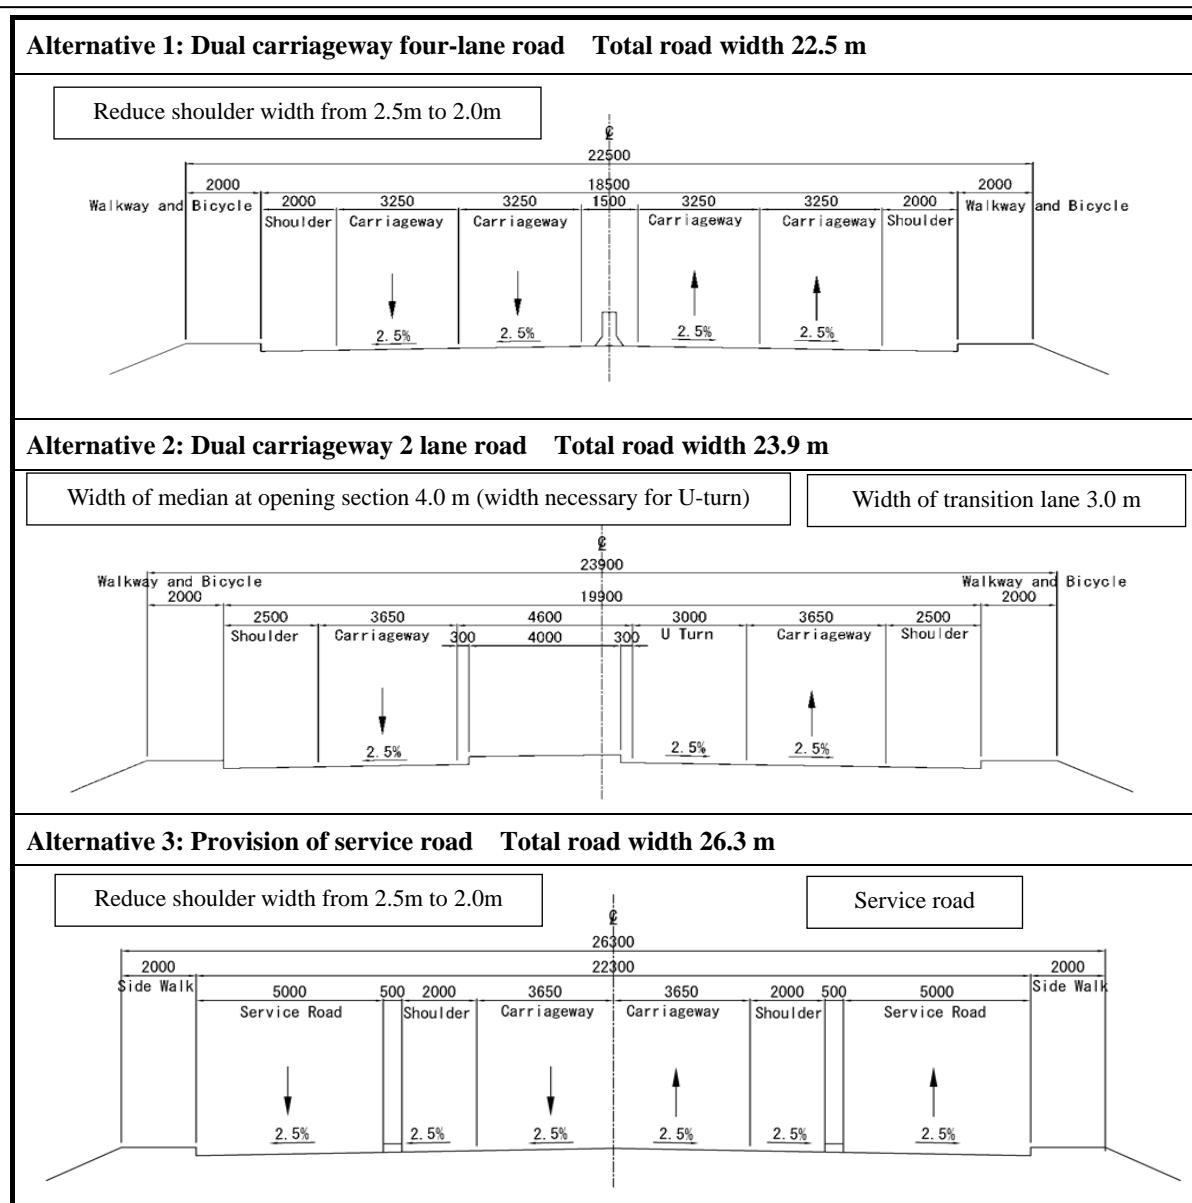 Alternative 1: Dual carriageway four-lane road Total road width 22.5 m
Reduce shoulder width from 2.5m to 2.0m
℄
22500
2000 18500 2000
Walkway and Bicycle 2000 3250 3250 1500 3250 3250 2000 Walkway and Bicycle
Shoulder Carriageway Carriageway Carriageway Carriageway Shoulder
2.5% 2.5% 2.5% 2.5%
Alternative 2: Dual carriageway 2 lane road Total road width 23.9 m
Width of median at opening section 4.0 m (width necessary for U-turn) Width of transition lane 3.0 m
℄
23900
Walkway and Bicycle Walkway and Bicycle
2000 19900 2000
2500 3650 4600 3000 3650 2500
Shoulder Carriageway 300 4000 300 U Turn Carriageway Shoulder
2.5% 2.5% 2.5%
Alternative 3: Provision of service road Total road width 26.3 m
Reduce shoulder width from 2.5m to 2.0m Service road
℄
26300
2000 22300 2000
Side Walk 5000 500 2000 3650 3650 2000 500 5000 Side Walk
Service Road Shoulder Carriageway Carriageway Shoulder Service Road
2.5% 2.5% 2.5% 2.5% 2.5% 2.5%